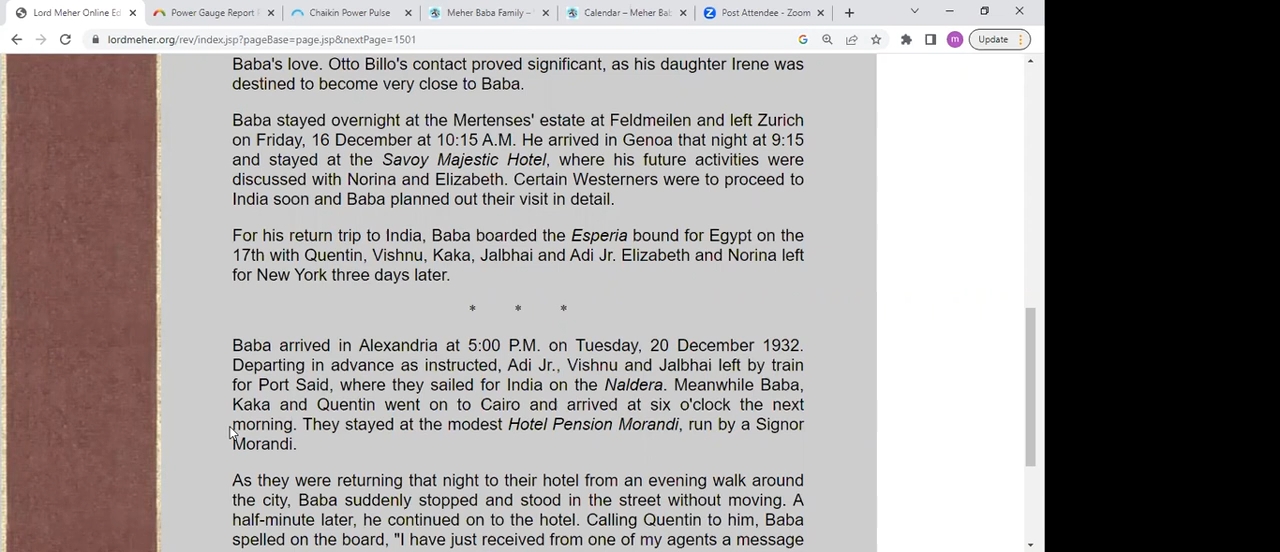 Lord Meher Online Ed
Power Gauge Report
Chaikin Power Pulse
Meher Baba Family –
Calendar – Meher Bab
Post Attendee - Zoom
lordmeher.org/rev/index.jsp?pageBase=page.jsp&nextPage=1501
m
Update
Baba's love. Otto Billo's contact proved significant, as his daughter Irene was
destined to become very close to Baba.
Baba stayed overnight at the Mertenses' estate at Feldmeilen and left Zurich
on Friday, 16 December at 10:15 A.M. He arrived in Genoa that night at 9:15
and stayed at the Savoy Majestic Hotel, where his future activities were
discussed with Norina and Elizabeth. Certain Westerners were to proceed to
India soon and Baba planned out their visit in detail.
For his return trip to India, Baba boarded the Esperia bound for Egypt on the
17th with Quentin, Vishnu, Kaka, Jalbhai and Adi Jr. Elizabeth and Norina left
for New York three days later.
* * *
Baba arrived in Alexandria at 5:00 P.M. on Tuesday, 20 December 1932.
Departing in advance as instructed, Adi Jr., Vishnu and Jalbhai left by train
for Port Said, where they sailed for India on the Naldera. Meanwhile Baba,
Kaka and Quentin went on to Cairo and arrived at six o'clock the next
morning. They stayed at the modest Hotel Pension Morandi, run by a Signor
Morandi.
As they were returning that night to their hotel from an evening walk around
the city, Baba suddenly stopped and stood in the street without moving. A
half-minute later, he continued on to the hotel. Calling Quentin to him, Baba
spelled on the board, "I have just received from one of my agents a message